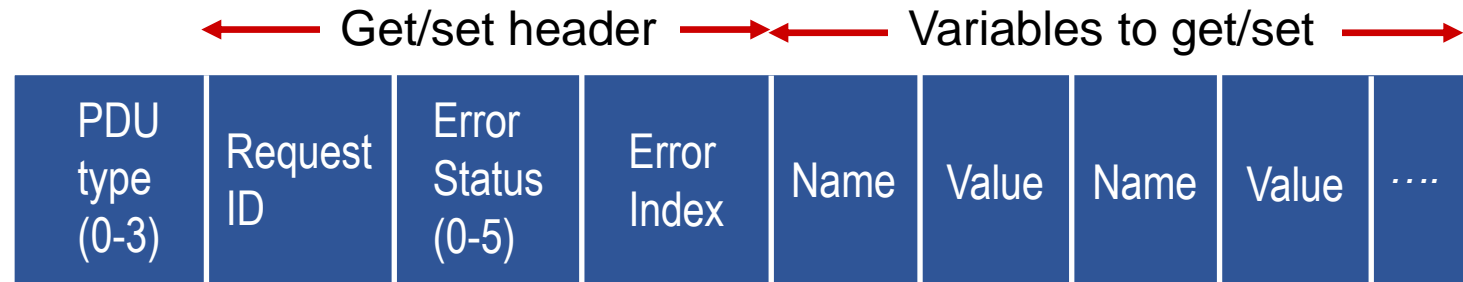 Get/set header
Variables to get/set
PDU
type
(0-3)
Request
ID
Error
Status
(0-5)
Error
Index
Name
Value
Name
Value
....